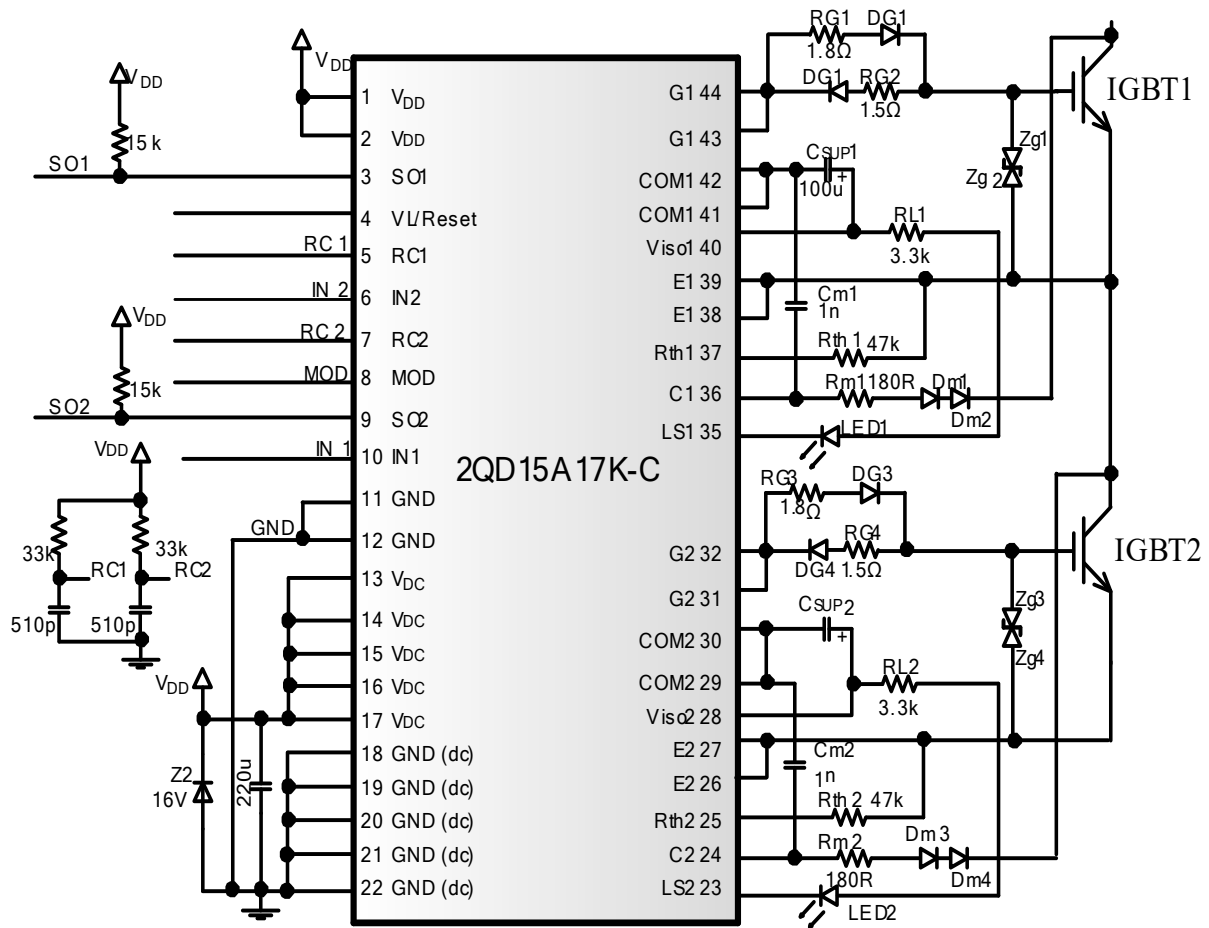 VDD
VDD
15 k
SO1
RC 1
IN 2
VDD
RC 2
15k
MOD
SO2
IN 1
VDD
33k
33k
RC1
RC2
510p
510p
GND
VDD
Z2
16V
220u
1 VDD
2 VDD
3 SO1
4 VL/Reset
5 RC1
6 IN2
7 RC2
8 MOD
9 SO2
10 IN1
11 GND
12 GND
13 VDC
14 VDC
15 VDC
16 VDC
17 VDC
18 GND (dc)
19 GND (dc)
20 GND (dc)
21 GND (dc)
22 GND (dc)
2QD15A17K-C
G1 44
G1 43
COM1 42
COM1 41
Viso1 40
E1 39
E1 38
Rth1 37
C1 36
LS1 35
G2 32
G2 31
COM2 30
COM2 29
Viso2 28
E2 27
E2 26
Rth2 25
C2 24
LS2 23
RG1
DG1
1.8Ω
DG1
RG2
1.5Ω
IGBT1
CSUP1
100u
+
Zg1
Zg 2
RL1
3.3k
Cm1
1n
Rth 1 47k
Rm1180R
Dm1
Dm2
LED1
RG3
DG3
1.8Ω
RG4
DG4
1.5Ω
IGBT2
CSUP2
+
Zg3
Zg4
RL2
3.3k
Cm2
1n
Rth 2 47k
Rm2
Dm 3
Dm4
180R
LED2